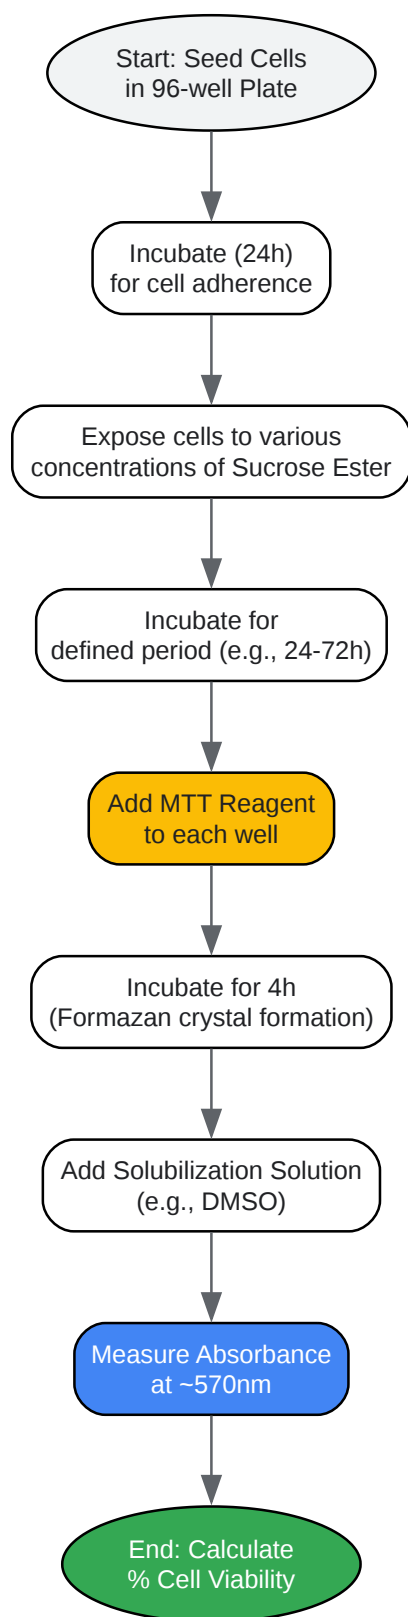 Start: Seed Cells
in 96-well Plate
Incubate (24h)
for cell adherence
Expose cells to various
concentrations of Sucrose Ester
Incubate for
defined period (e.g., 24-72h)
Add MTT Reagent
to each well
Incubate for 4h
(Formazan crystal formation)
Add Solubilization Solution
(e.g., DMSO)
Measure Absorbance
at ~570nm
End: Calculate
% Cell Viability